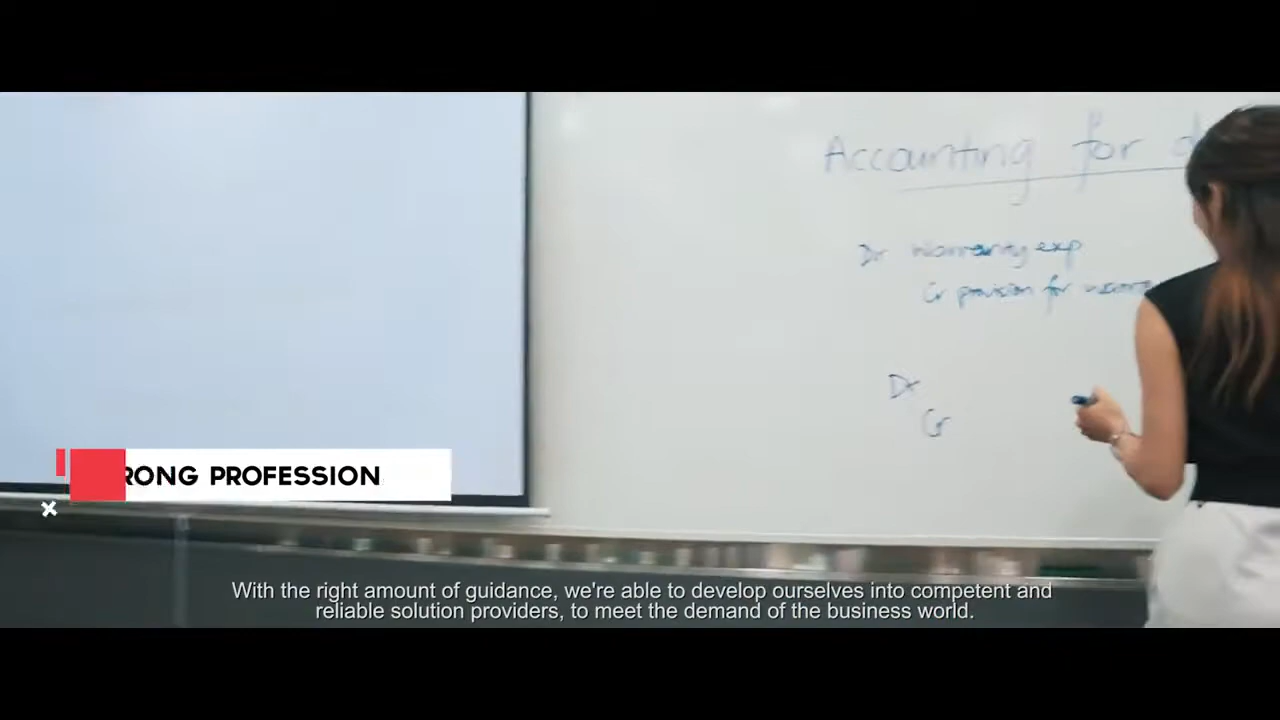 Accounting for
Dr Warranty exp
Cr provision for
Dr
Cr
RONG PROFESSION
With the right amount of guidance, we're able to develop ourselves into competent and
reliable solution providers, to meet the demand of the business world.